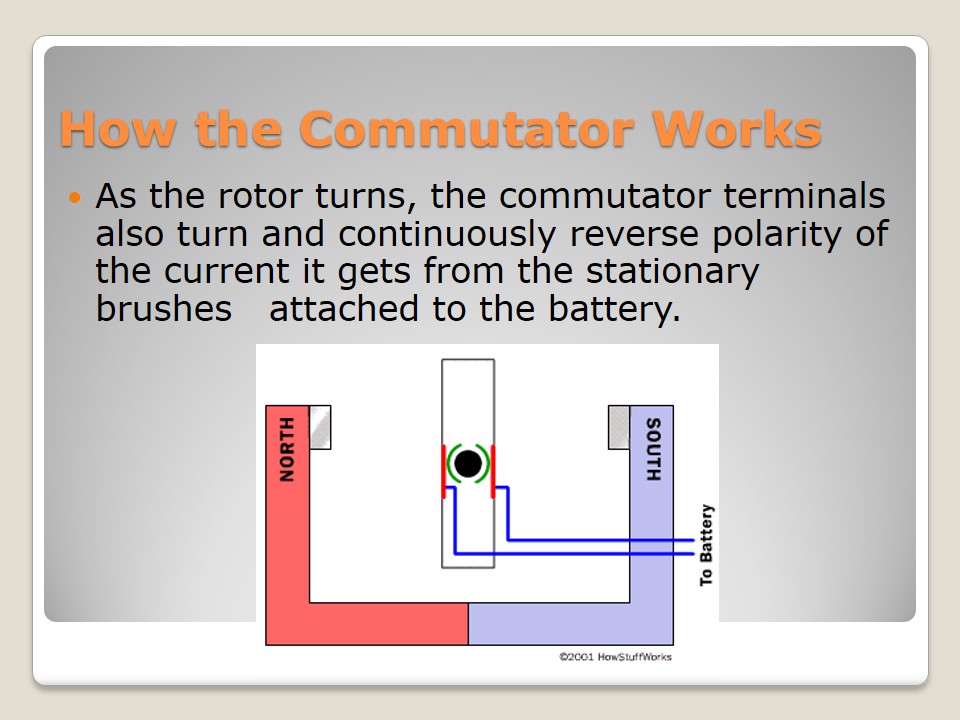 How the Commutator Works
As the rotor turns, the commutator terminals
also turn and continuously reverse polarity of
the current it gets from the stationary
brushes   attached to the battery.
NORTH
SOUTH
To Battery
©2001 HowStuffWorks